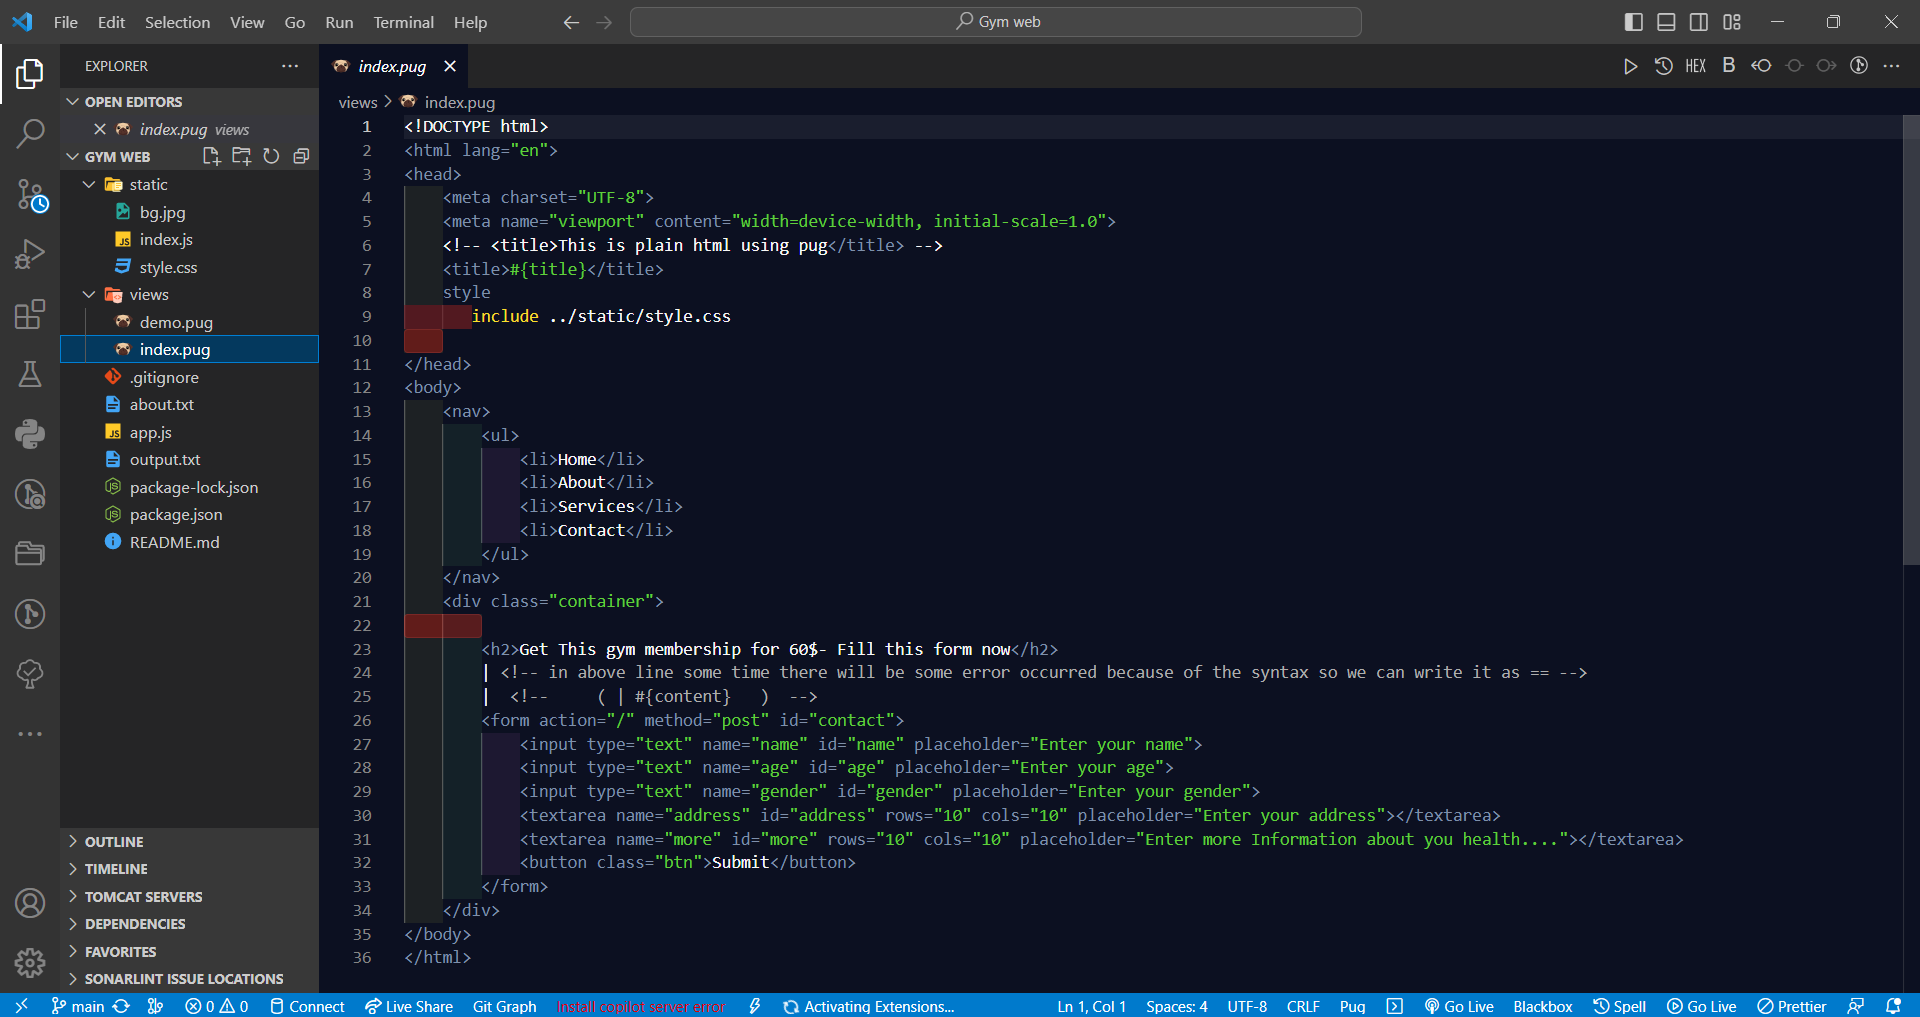 File Edit Selection View Go Run Terminal Help
Gym web
EXPLORER
index.pug
HEX B
OPEN EDITORS
index.pug views
GYM WEB
static
bg.jpg
JS index.js
style.css
views
demo.pug
index.pug
.gitignore
about.txt
JS app.js
output.txt
package-lock.json
package.json
README.md
OUTLINE
TIMELINE
TOMCAT SERVERS
DEPENDENCIES
FAVORITES
SONARLINT ISSUE LOCATIONS
views > index.pug
1 <!DOCTYPE html>
2 <html lang="en">
3 <head>
4 <meta charset="UTF-8">
5 <meta name="viewport" content="width=device-width, initial-scale=1.0">
6 <!-- <title>This is plain html using pug</title> -->
7 <title>#{title}</title>
8 style
9 include ../static/style.css
10
11 </head>
12 <body>
13 <nav>
14 <ul>
15 <li>Home</li>
16 <li>About</li>
17 <li>Services</li>
18 <li>Contact</li>
19 </ul>
20 </nav>
21 <div class="container">
22
23 <h2>Get This gym membership for 60$- Fill this form now</h2>
24 | <!-- in above line some time there will be some error occurred because of the syntax so we can write it as == -->
25 | <!-- ( | #{content} ) -->
26 <form action="/" method="post" id="contact">
27 <input type="text" name="name" id="name" placeholder="Enter your name">
28 <input type="text" name="age" id="age" placeholder="Enter your age">
29 <input type="text" name="gender" id="gender" placeholder="Enter your gender">
30 <textarea name="address" id="address" rows="10" cols="10" placeholder="Enter your address"></textarea>
31 <textarea name="more" id="more" rows="10" cols="10" placeholder="Enter more Information about you health...."></textarea>
32 <button class="btn">Submit</button>
33 </form>
34 </div>
35 </body>
36 </html>
main 0 0 Connect Live Share Git Graph Install copilot server error Activating Extensions... Ln 1, Col 1 Spaces: 4 UTF-8 CRLF Pug Go Live Blackbox Spell Go Live Prettier